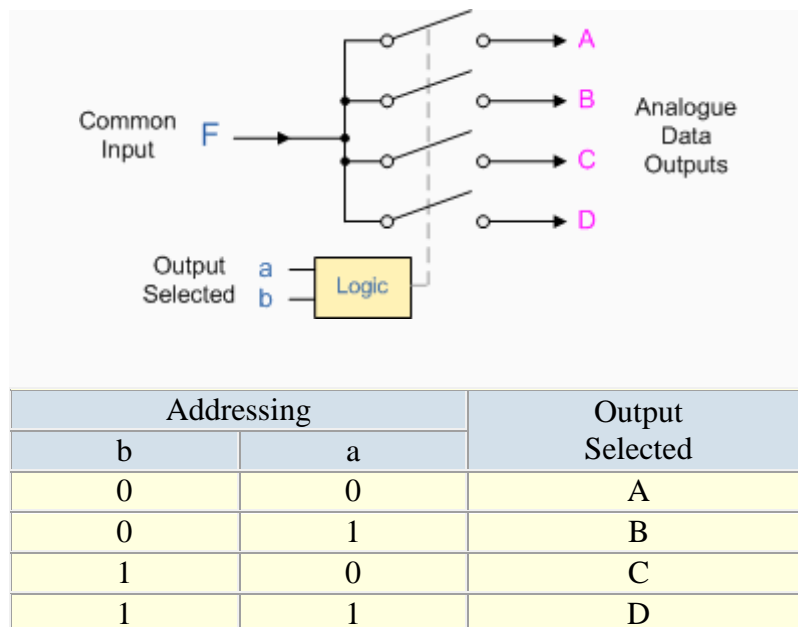 A
B
C
D
Common
Input
F
Analogue
Data
Outputs
Output
Selected
a
b
Logic
Addressing
Output
Selected
b
a
0 0 A
0 1 B
1 0 C
1 1 D